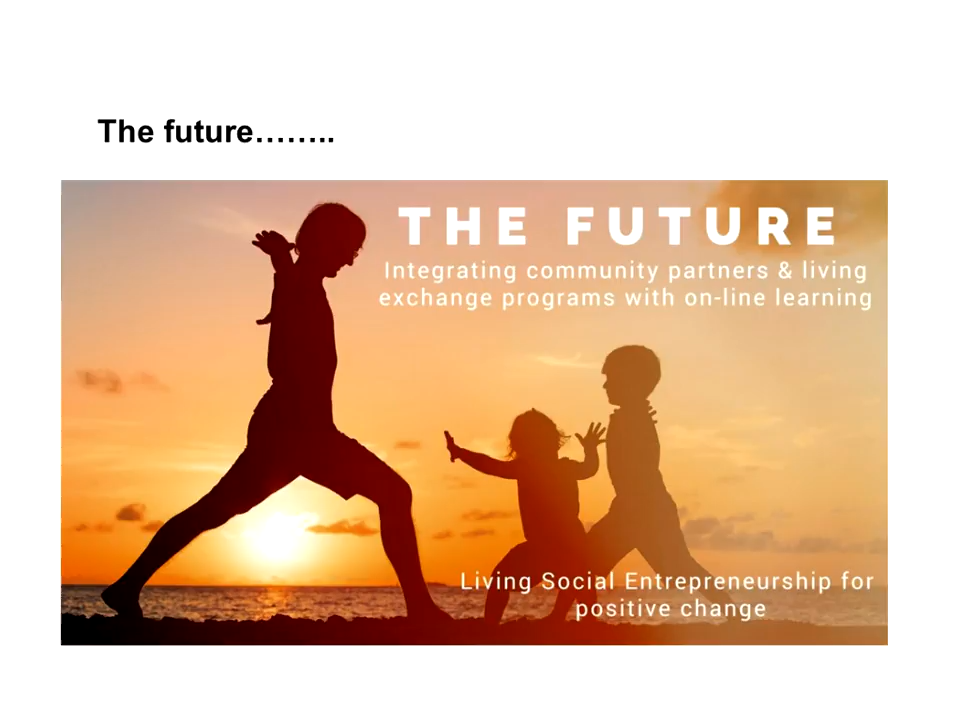 The future……..
THE FUTURE
Integrating community partners & living
exchange programs with on-line learning
Living Social Entrepreneurship for
positive change